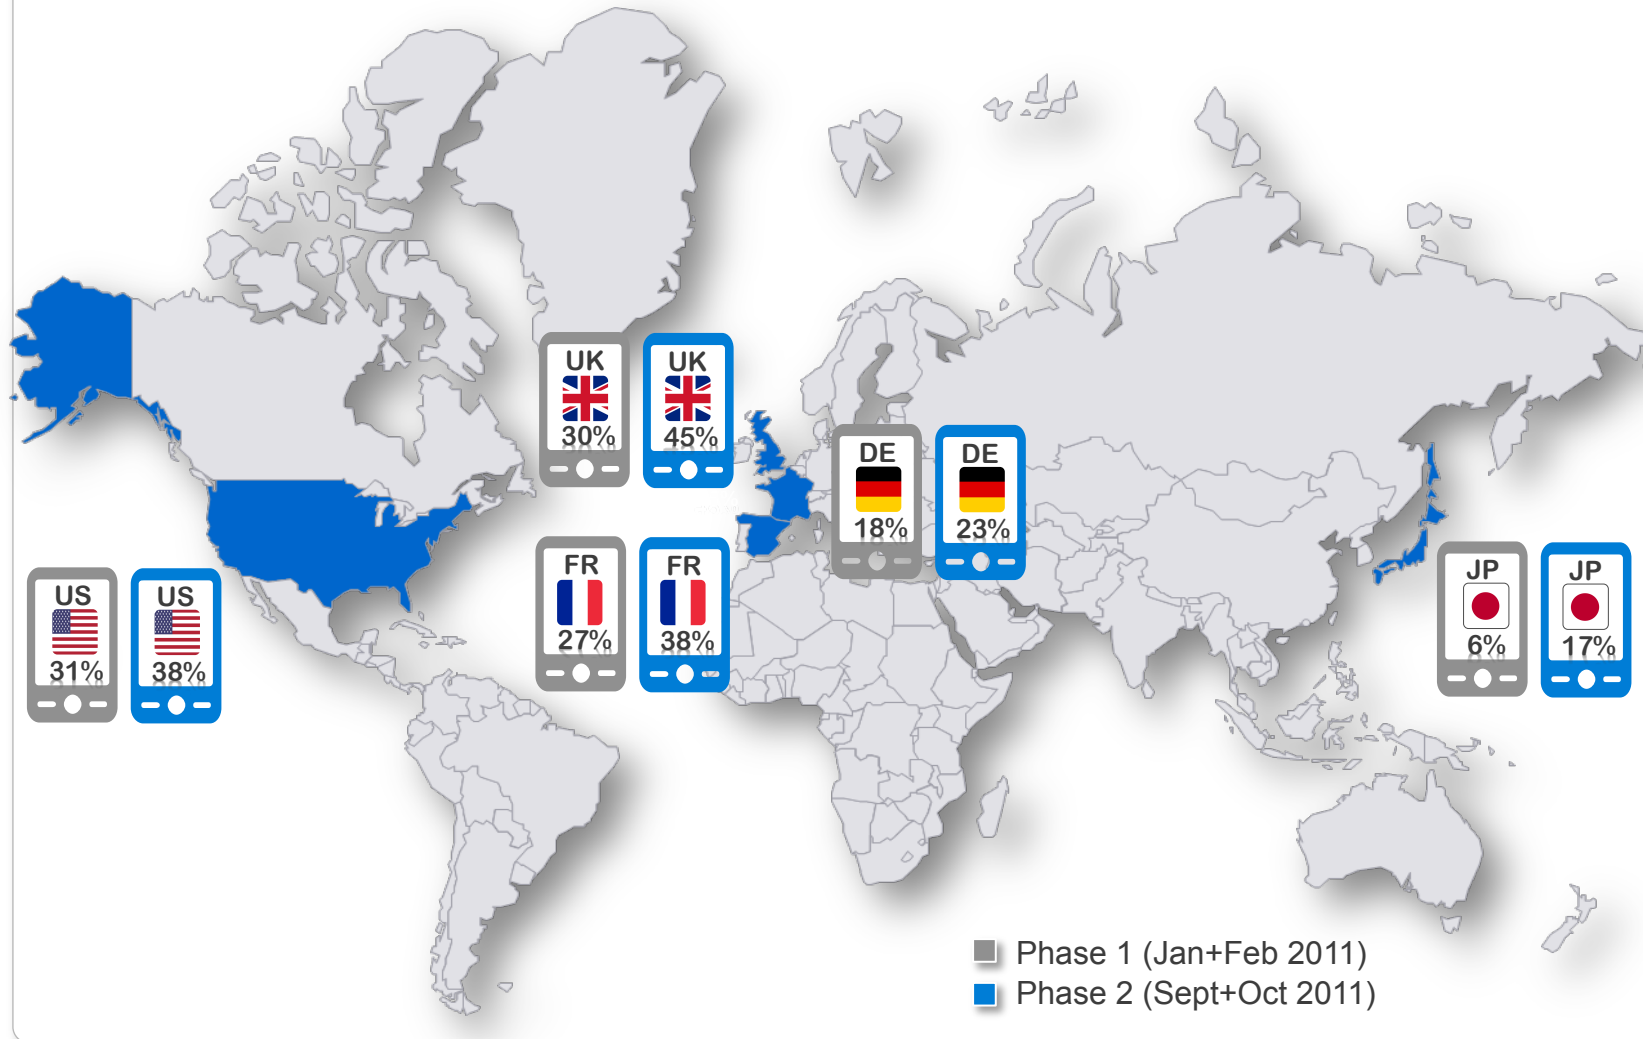 UK
30%
UK
45%
DE
18%
DE
23%
FR
27%
FR
38%
US
31%
US
38%
JP
6%
JP
17%
Phase 1 (Jan+Feb 2011)
Phase 2 (Sept+Oct 2011)